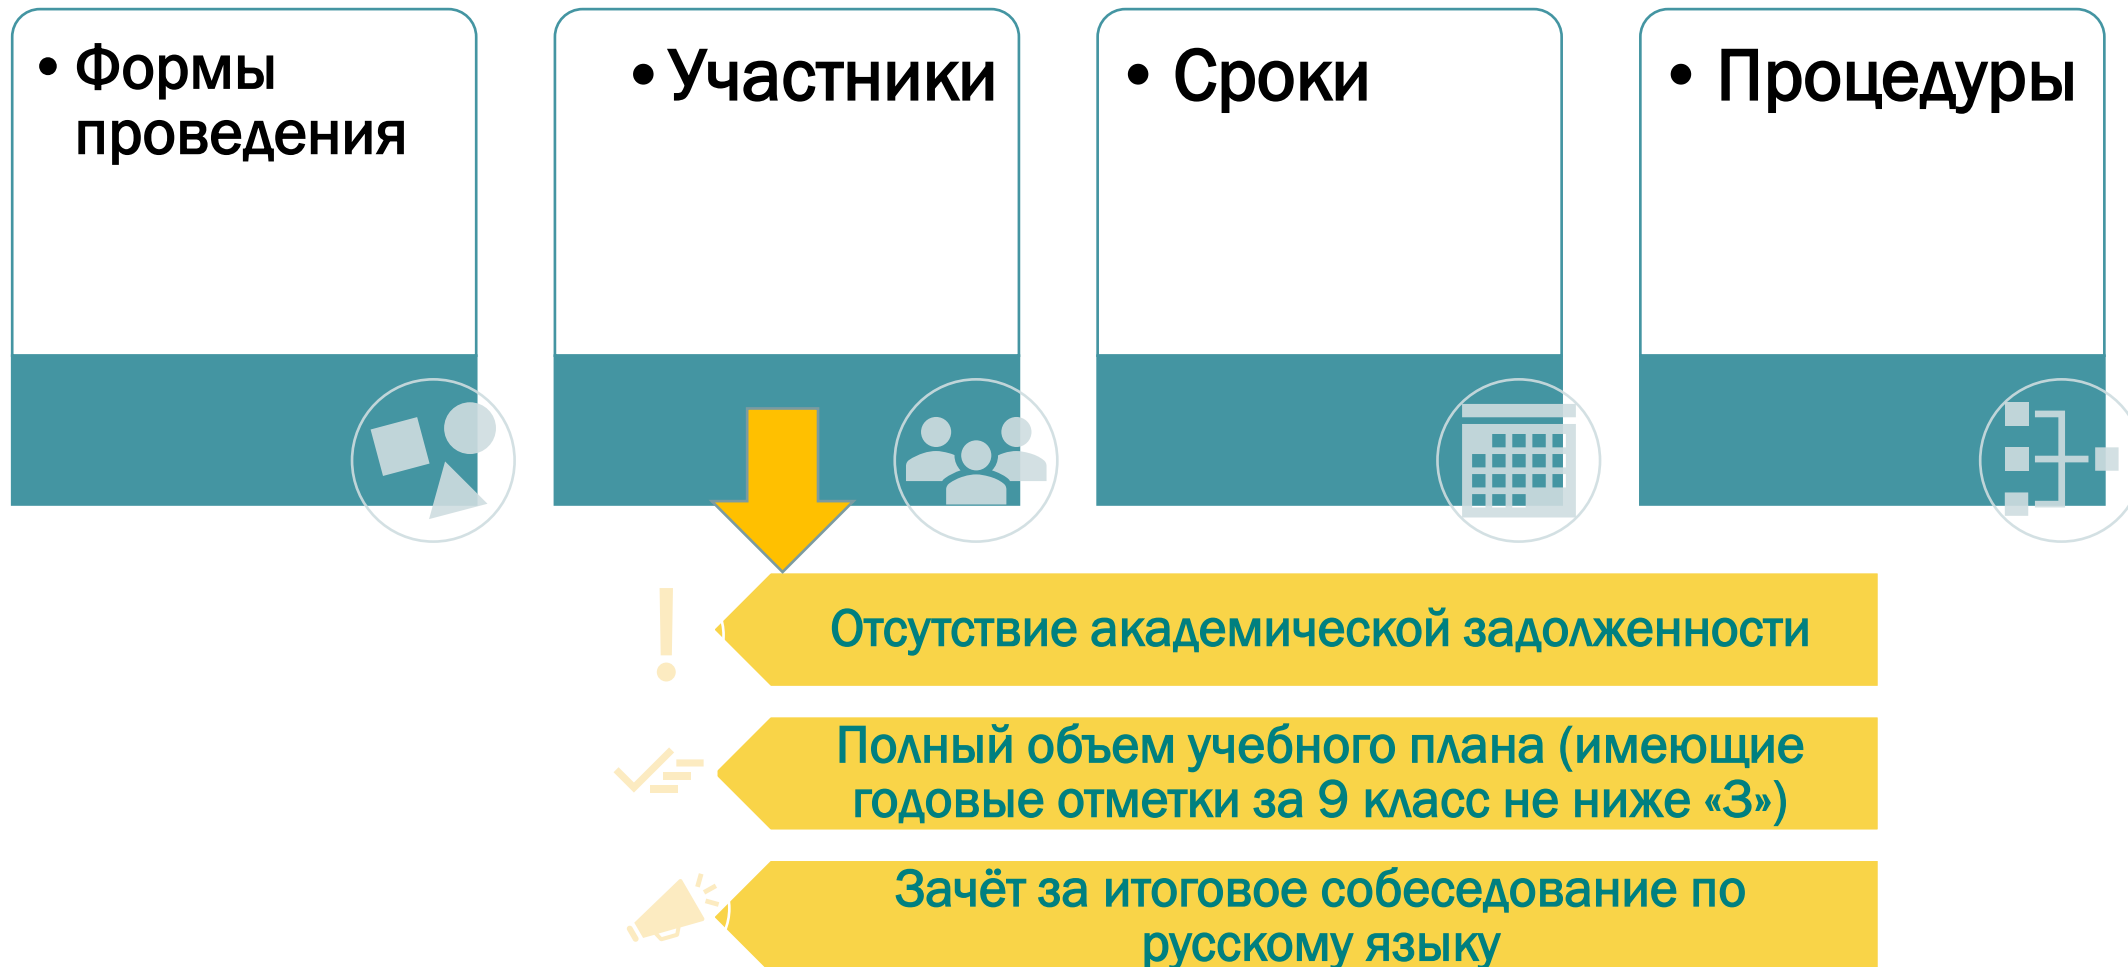 • Формы
проведения
• Участники
• Сроки
• Процедуры
Отсутствие академической задолженности
Полный объем учебного плана (имеющие
годовые отметки за 9 класс не ниже «3»)
Зачёт за итоговое собеседование по
русскому языку